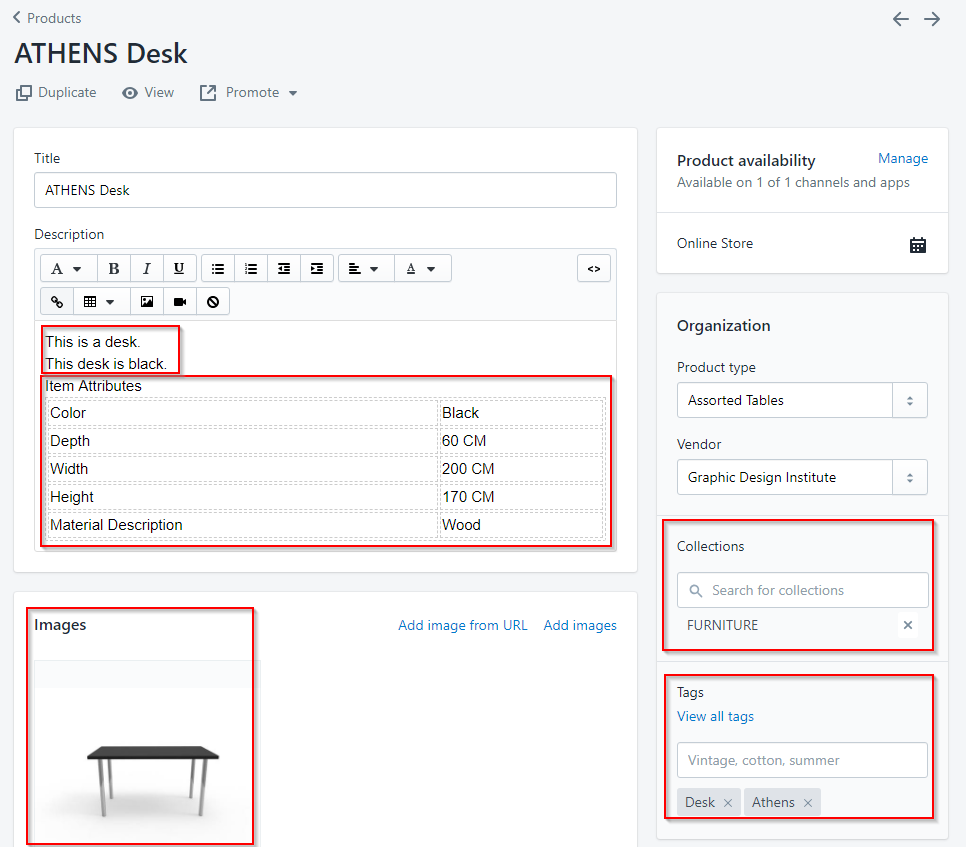 Products
ATHENS Desk
Duplicate View Promote
Title
ATHENS Desk
Description
A B I U A <>
This is a desk.
This desk is black.
Item Attributes
Color Black
Depth 60 CM
Width 200 CM
Height 170 CM
Material Description Wood
Images Add image from URL Add images
Product availability Manage
Available on 1 of 1 channels and apps
Online Store
Organization
Product type
Assorted Tables
Vendor
Graphic Design Institute
Collections
Search for collections
FURNITURE ×
Tags
View all tags
Vintage, cotton, summer
Desk × Athens ×